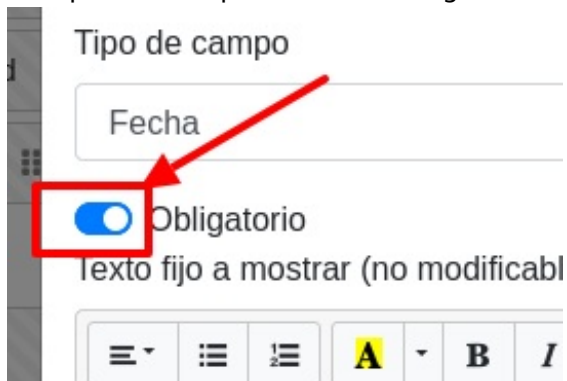 Tipo de campo
Fecha
Obligatorio
Texto fijo a mostrar (no modificabl
A B I